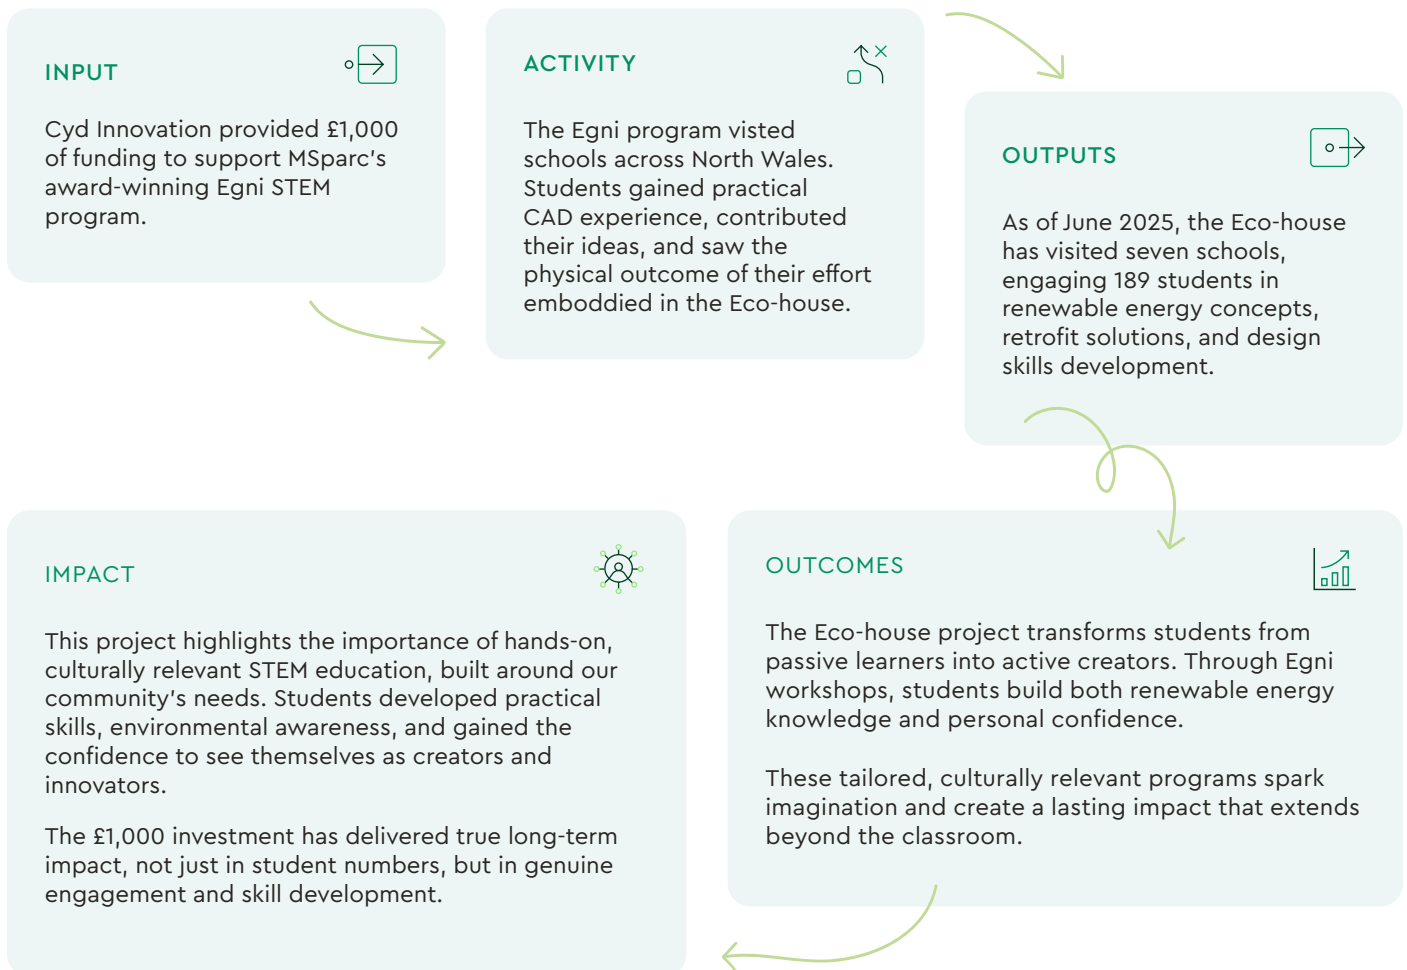 INPUT
Cyd Innovation provided £1,000
of funding to support MSparc's
award-winning Egni STEM
program.
ACTIVITY
The Egni program visted
schools across North Wales.
Students gained practical
CAD experience, contributed
their ideas, and saw the
physical outcome of their effort
emboddied in the Eco-house.
OUTPUTS
As of June 2025, the Eco-house
has visited seven schools,
engaging 189 students in
renewable energy concepts,
retrofit solutions, and design
skills development.
OUTCOMES
The Eco-house project transforms students from
passive learners into active creators. Through Egni
workshops, students build both renewable energy
knowledge and personal confidence.
These tailored, culturally relevant programs spark
imagination and create a lasting impact that extends
beyond the classroom.
IMPACT
This project highlights the importance of hands-on,
culturally relevant STEM education, built around our
community's needs. Students developed practical
skills, environmental awareness, and gained the
confidence to see themselves as creators and
innovators.
The £1,000 investment has delivered true long-term
impact, not just in student numbers, but in genuine
engagement and skill development.